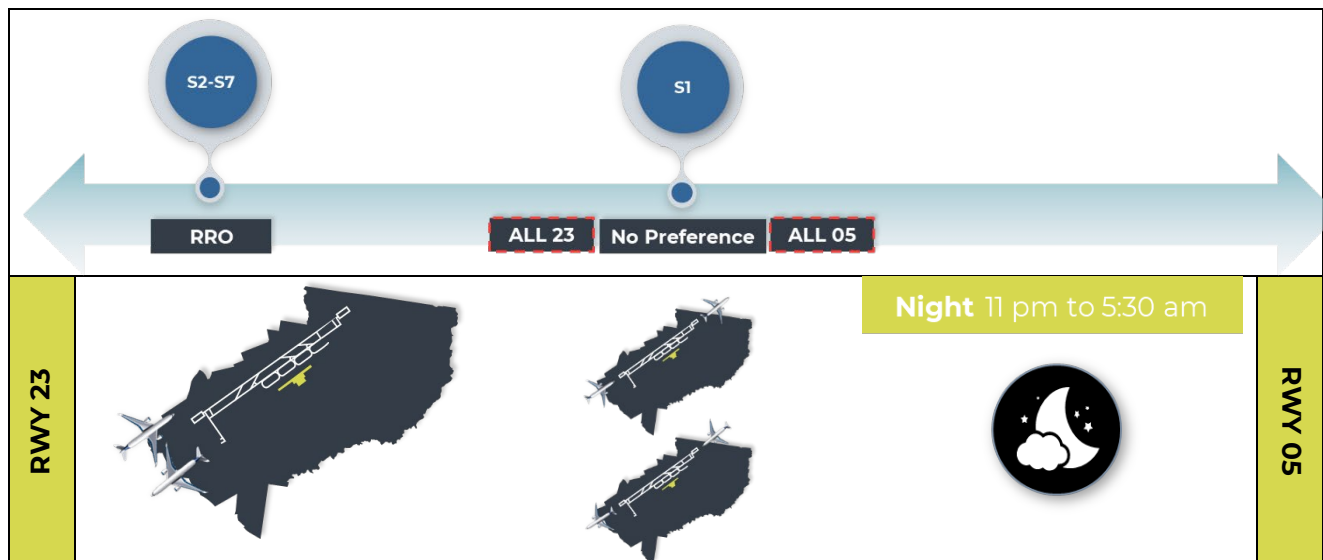 S2-S7
S1
RRO
ALL 23
No Preference
ALL 05
RWY 23
Night 11 pm to 5:30 am
RWY 05